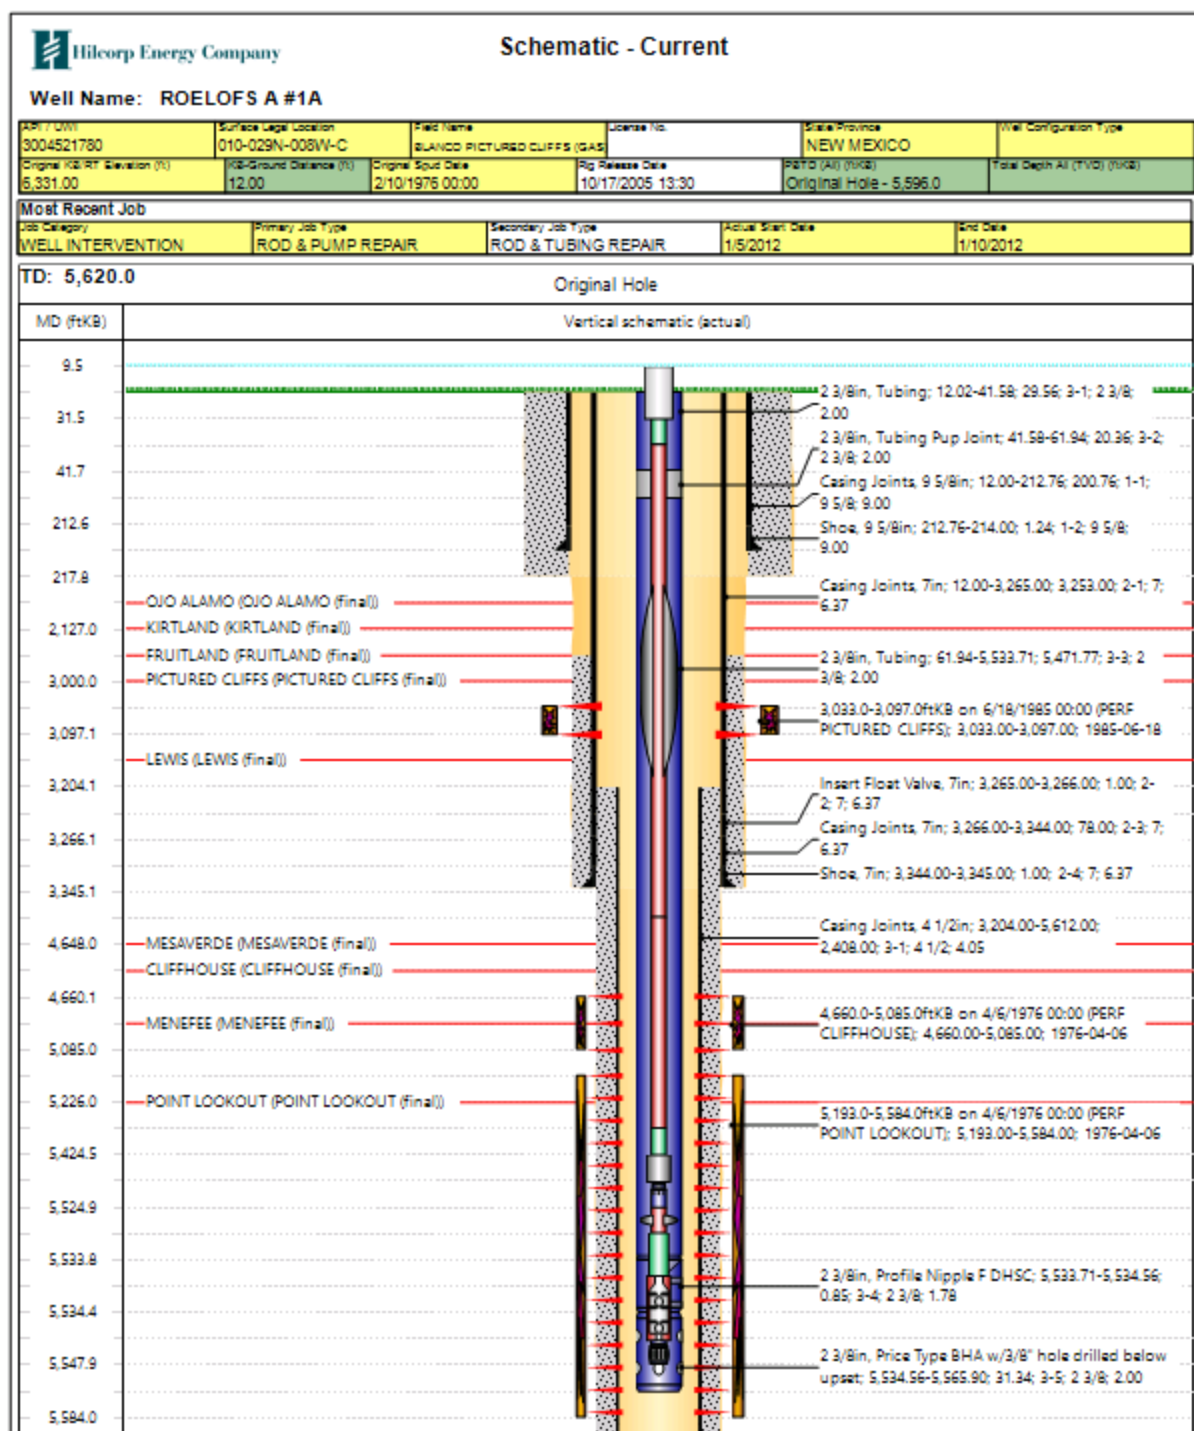 Hilcorp Energy Company
Schematic - Current
Well Name: ROELOFS A #1A
API / UWI Surface Legal Location Field Name License No. State/Province Well Configuration Type
3004521780 010-029N-008W-C BLANCO PICTURED CLIFFS (GAS NEW MEXICO
Original KB/RT Elevation (ft) KB-Ground Distance (ft) Original Spud Date Rig Release Date PBTD (All) (ftKB) Total Depth All (TVD) (ftKB)
6,331.00 12.00 2/10/1976 00:00 10/17/2005 13:30 Original Hole - 5,596.0
Most Recent Job
Job Category Primary Job Type Secondary Job Type Actual Start Date End Date
WELL INTERVENTION ROD & PUMP REPAIR ROD & TUBING REPAIR 1/5/2012 1/10/2012
TD: 5,620.0
Original Hole
MD (ftKB)
Vertical schematic (actual)
9.5
2 3/8in, Tubing; 12.02-41.58; 29.56; 3-1; 2 3/8;
2.00
31.5
2 3/8in, Tubing Pup Joint; 41.58-61.94; 20.36; 3-2;
2 3/8; 2.00
41.7
Casing Joints, 9 5/8in; 12.00-212.76; 200.76; 1-1;
9 5/8; 9.00
212.6
Shoe, 9 5/8in; 212.76-214.00; 1.24; 1-2; 9 5/8;
9.00
217.8
Casing Joints, 7in; 12.00-3,265.00; 3,253.00; 2-1; 7;
6.37
OJO ALAMO (OJO ALAMO (final))
2,127.0
KIRTLAND (KIRTLAND (final))
FRUITLAND (FRUITLAND (final))
2 3/8in, Tubing; 61.94-5,533.71; 5,471.77; 3-3; 2
3/8; 2.00
3,000.0
PICTURED CLIFFS (PICTURED CLIFFS (final))
3,033.0-3,097.0ftKB on 6/18/1985 00:00 (PERF
PICTURED CLIFFS); 3,033.00-3,097.00; 1985-06-18
3,097.1
LEWIS (LEWIS (final))
3,204.1
Insert Float Valve, 7in; 3,265.00-3,266.00; 1.00; 2-
2; 7; 6.37
3,266.1
Casing Joints, 7in; 3,266.00-3,344.00; 78.00; 2-3; 7;
6.37
Shoe, 7in; 3,344.00-3,345.00; 1.00; 2-4; 7; 6.37
3,345.1
Casing Joints, 4 1/2in; 3,204.00-5,612.00;
2,408.00; 3-1; 4 1/2; 4.05
4,648.0
MESAVERDE (MESAVERDE (final))
CLIFFHOUSE (CLIFFHOUSE (final))
4,660.1
4,660.0-5,085.0ftKB on 4/6/1976 00:00 (PERF
CLIFFHOUSE); 4,660.00-5,085.00; 1976-04-06
MENEFEE (MENEFEE (final))
5,085.0
5,226.0
POINT LOOKOUT (POINT LOOKOUT (final))
5,193.0-5,584.0ftKB on 4/6/1976 00:00 (PERF
POINT LOOKOUT); 5,193.00-5,584.00; 1976-04-06
5,424.5
5,524.9
5,533.8
2 3/8in, Profile Nipple F DHSC; 5,533.71-5,534.56;
0.85; 3-4; 2 3/8; 1.78
5,534.4
5,547.9
2 3/8in, Price Type BHA w/3/8" hole drilled below
upset; 5,534.56-5,565.90; 31.34; 3-5; 2 3/8; 2.00
5,584.0